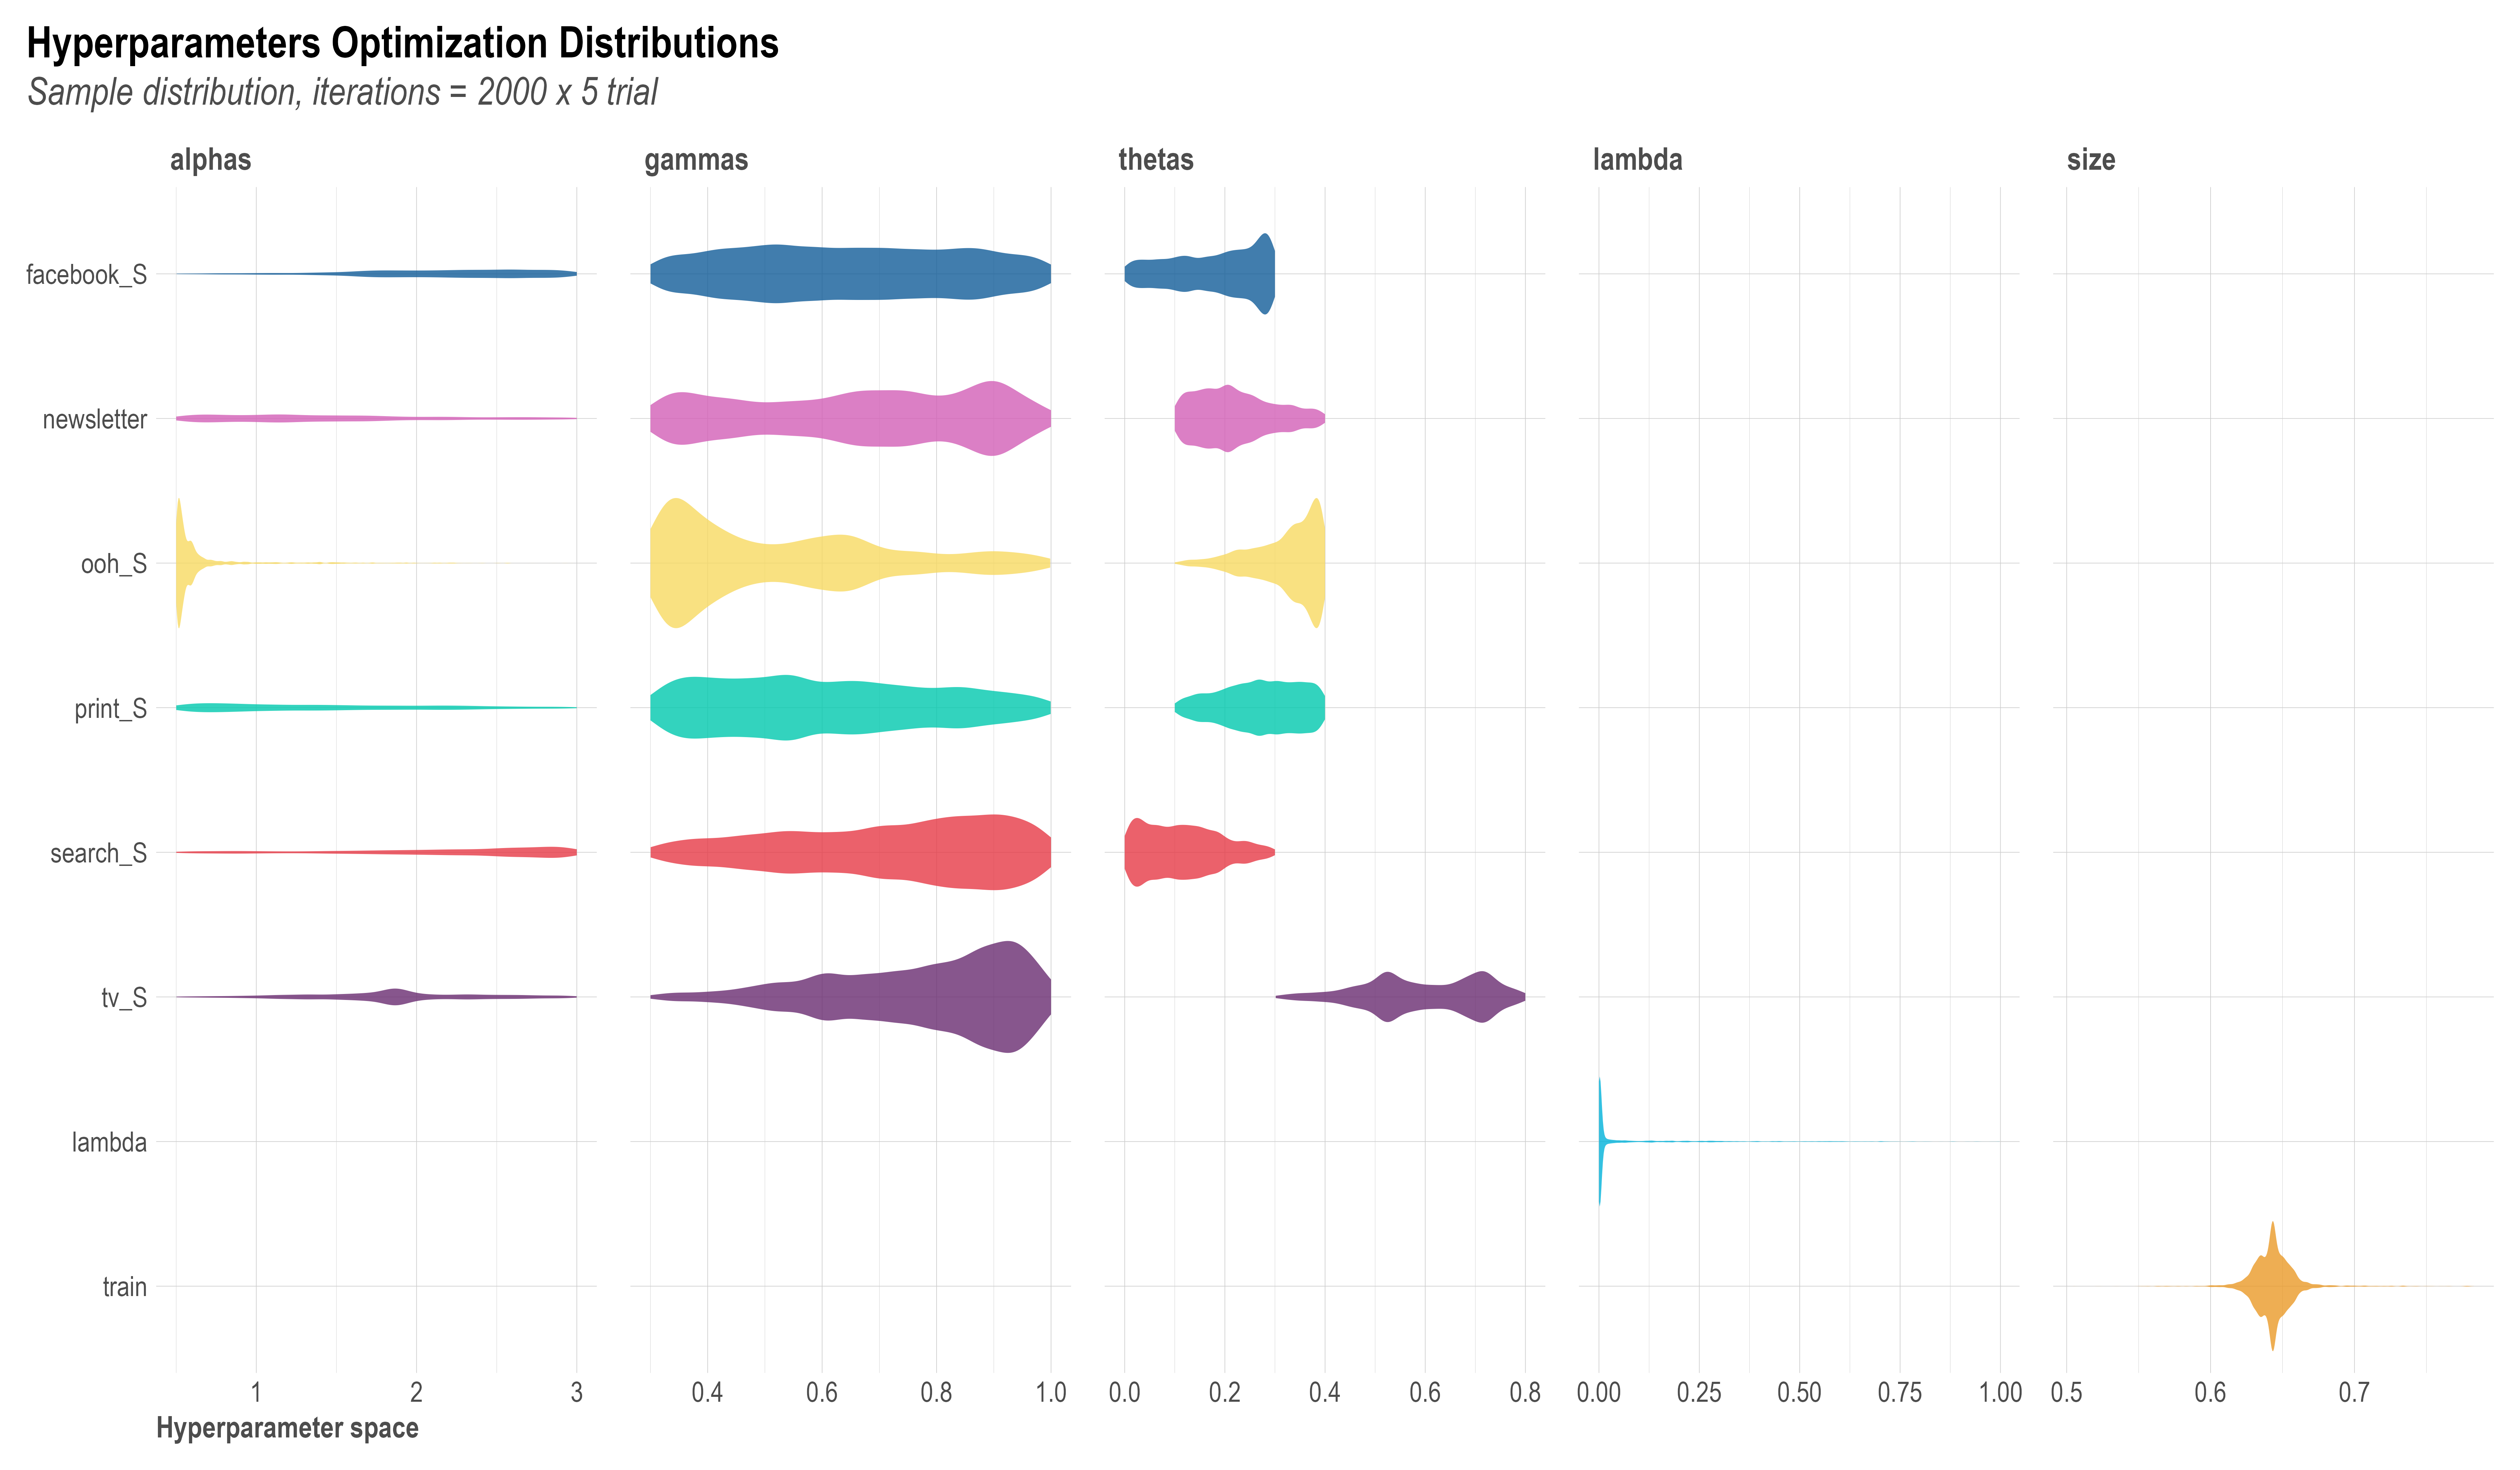 Hyperparameters Optimization Distributions
Sample distribution, iterations = 2000 x 5 trial
alphas gammas thetas lambda size
facebook_S
newsletter
ooh_S
print_S
search_S
tv_S
lambda
train
1 2 3 0.4 0.6 0.8 1.0 0.0 0.2 0.4 0.6 0.8 0.00 0.25 0.50 0.75 1.00 0.5 0.6 0.7
Hyperparameter space